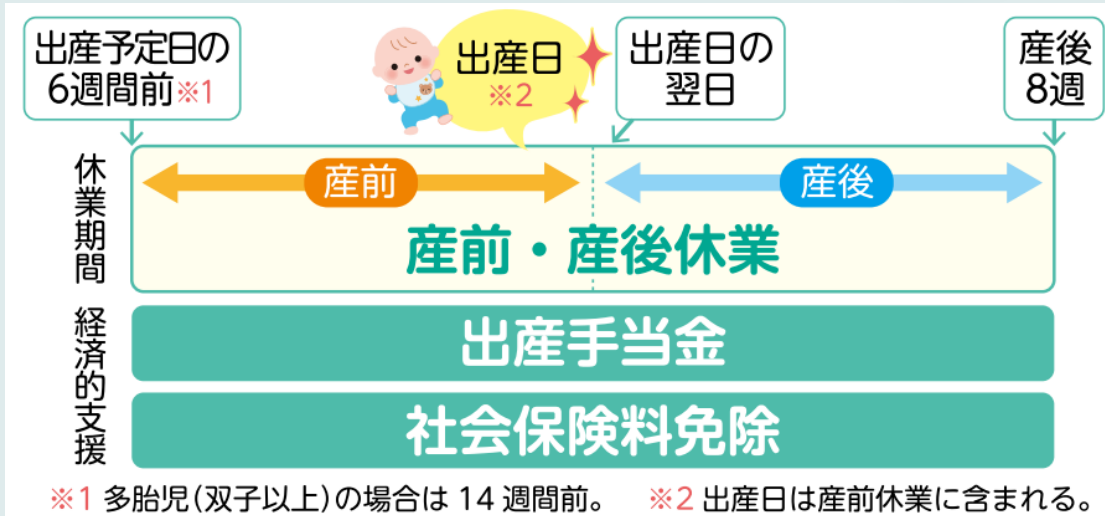 出産予定日の
6週間前※1
出産日
※2
出産日の
翌日
産後
8週
休業期間
産前
産後
産前・産後休業
経済的支援
出産手当金
社会保険料免除
※1 多胎児(双子以上)の場合は 14 週間前。
※2 出産日は産前休業に含まれる。